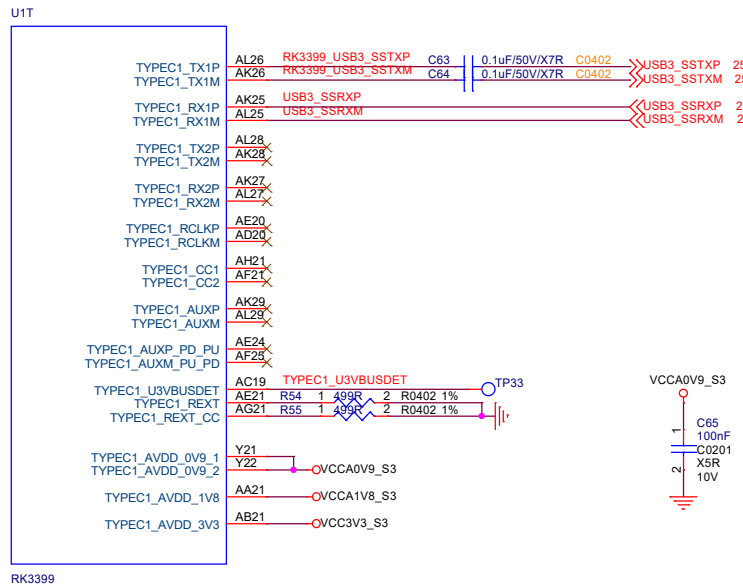 U1T
TYPEC1_TX1P AL26 RK3399_USB3_SSTXP C63 0.1uF/50V/X7R C0402 USB3_SSTXP 25
TYPEC1_TX1M AK26 RK3399_USB3_SSTXM C64 0.1uF/50V/X7R C0402 USB3_SSTXM 25
TYPEC1_RX1P AK25 USB3_SSRXP USB3_SSRXP 2
TYPEC1_RX1M AL25 USB3_SSRXM USB3_SSRXM 2
TYPEC1_TX2P AL28
TYPEC1_TX2M AK28
TYPEC1_RX2P AK27
TYPEC1_RX2M AL27
TYPEC1_RCLKP AE20
TYPEC1_RCLKM AD20
TYPEC1_CC1 AH21
TYPEC1_CC2 AF21
TYPEC1_AUXP AK29
TYPEC1_AUXM AL29
TYPEC1_AUXP_PD_PU AE24
TYPEC1_AUXM_PU_PD AF25
TYPEC1_U3VBUSDET AC19 TYPEC1_U3VBUSDET TP33
TYPEC1_REXT AE21 R54 1 499R 2 R0402 1%
TYPEC1_REXT_CC AG21 R55 1 499R 2 R0402 1%
TYPEC1_AVDD_0V9_1 Y21
TYPEC1_AVDD_0V9_2 Y22 VCCA0V9_S3
TYPEC1_AVDD_1V8 AA21 VCCA1V8_S3
TYPEC1_AVDD_3V3 AB21 VCC3V3_S3
VCCA0V9_S3
1
C65
100nF
C0201
2
X5R
10V
RK3399